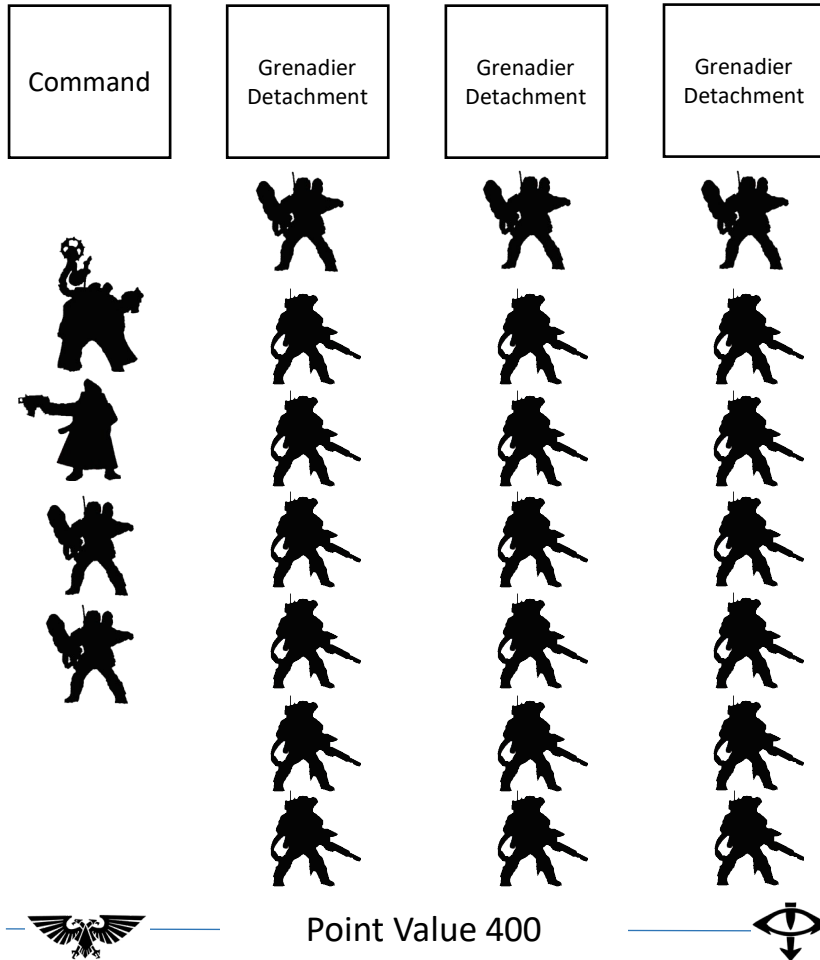 Command
Grenadier
Detachment
Grenadier
Detachment
Grenadier
Detachment
Point Value 400